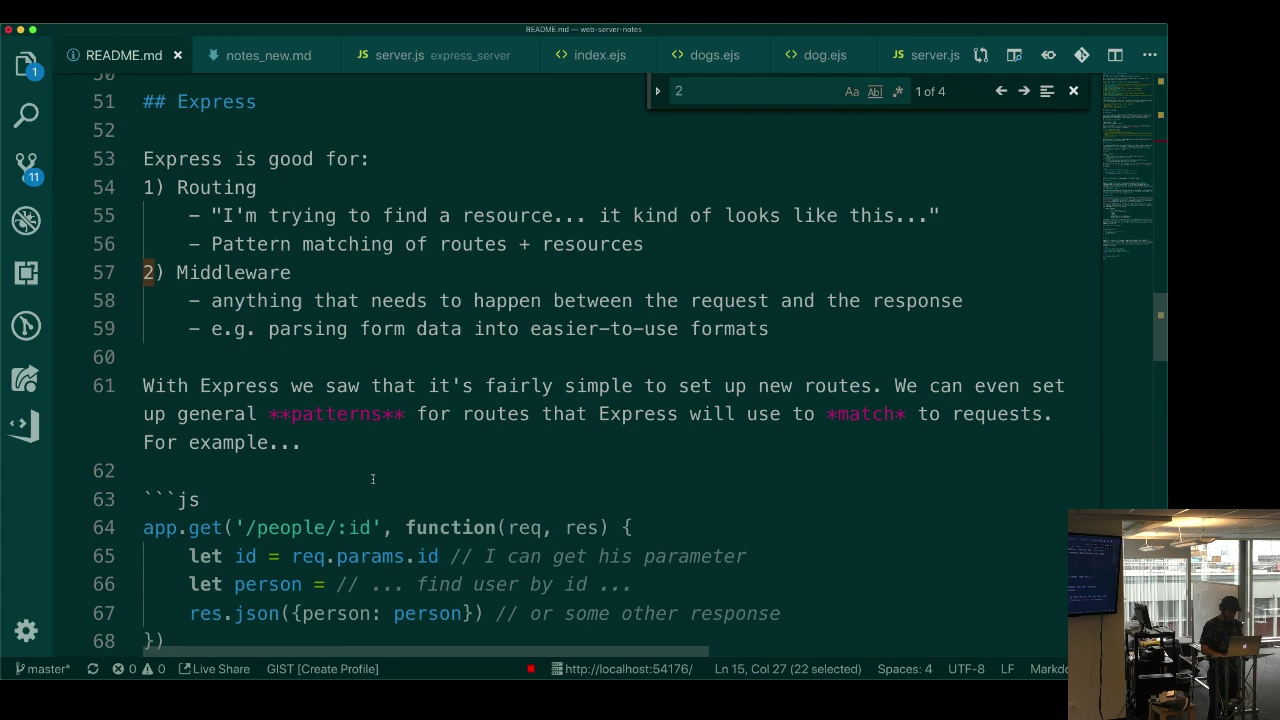 README.md — web-server-notes
README.md
notes_new.md
JS server.js express_server
<> index.ejs
<> dogs.ejs
<> dog.ejs
JS server.js
2
1 of 4
1
11
50
51 ## Express
52
53 Express is good for:
54 1) Routing
55 - "I'm trying to find a resource... it kind of looks like this..."
56 - Pattern matching of routes + resources
57 2) Middleware
58 - anything that needs to happen between the request and the response
59 - e.g. parsing form data into easier-to-use formats
60
61 With Express we saw that it's fairly simple to set up new routes. We can even set
up general **patterns** for routes that Express will use to *match* to requests.
For example...
62
63 ```js
64 app.get('/people/:id', function(req, res) {
65 let id = req.params.id // I can get his parameter
66 let person = // ... find user by id ...
67 res.json({person: person}) // or some other response
68 })
master* 0 0 Live Share GIST [Create Profile] http://localhost:54176/ Ln 15, Col 27 (22 selected) Spaces: 4 UTF-8 LF Markdo